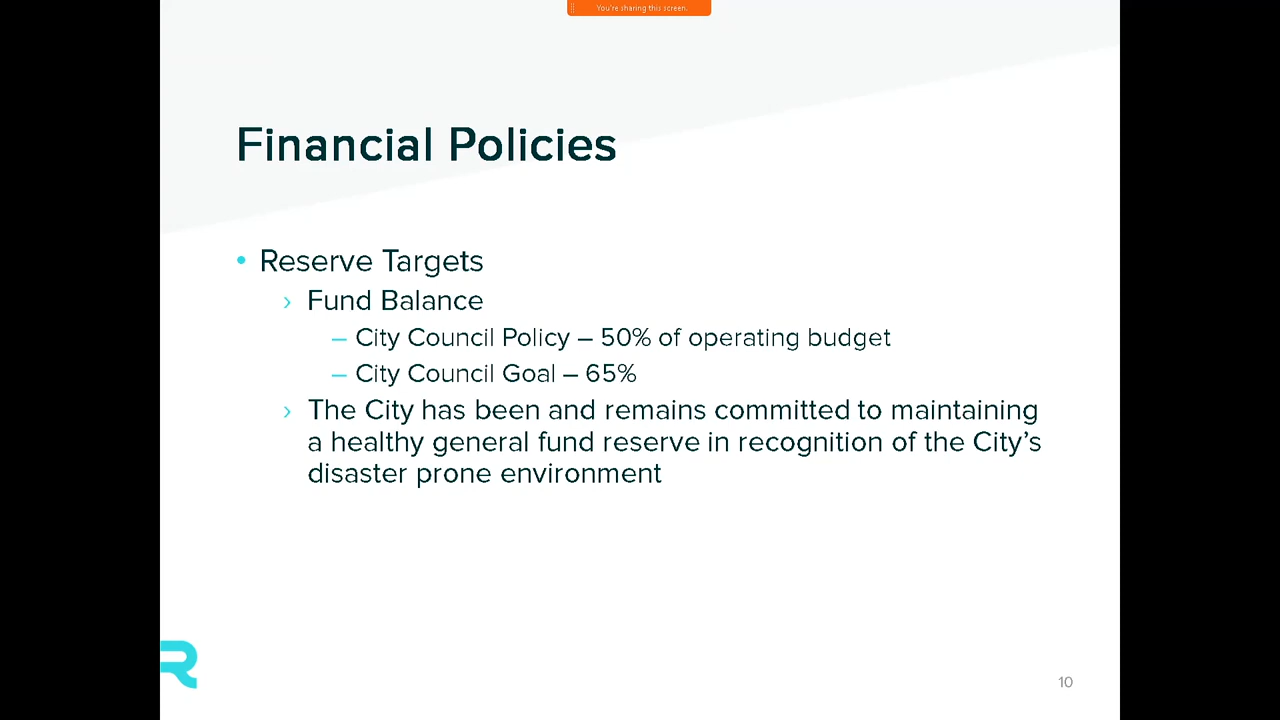 You're sharing this screen.
Financial Policies
• Reserve Targets
› Fund Balance
– City Council Policy – 50% of operating budget
– City Council Goal – 65%
› The City has been and remains committed to maintaining
a healthy general fund reserve in recognition of the City’s
disaster prone environment
R
10